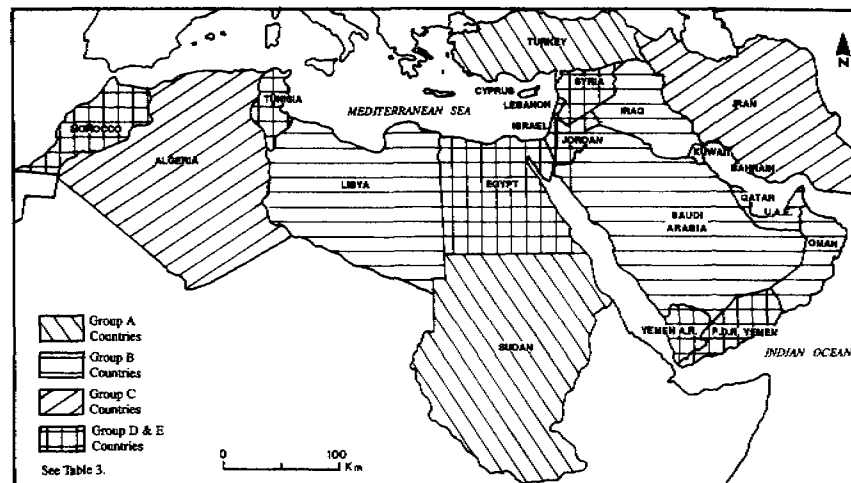 TURKEY
N
CYPRUS
SYRIA
TUNISIA
LEBANON
MEDITERRANEAN SEA
IRAQ
IRAN
ISRAEL
MOROCCO
JORDAN
KUWAIT
ALGERIA
BAHRAIN
LIBYA
EGYPT
QATAR
SAUDI
ARABIA
U.A.E.
OMAN
Group A
Countries
YEMEN A.R.
P.D.R. YEMEN
SUDAN
INDIAN OCEAN
Group B
Countries
Group C
Countries
Group D & E
Countries
See Table 3.
0 100
Km